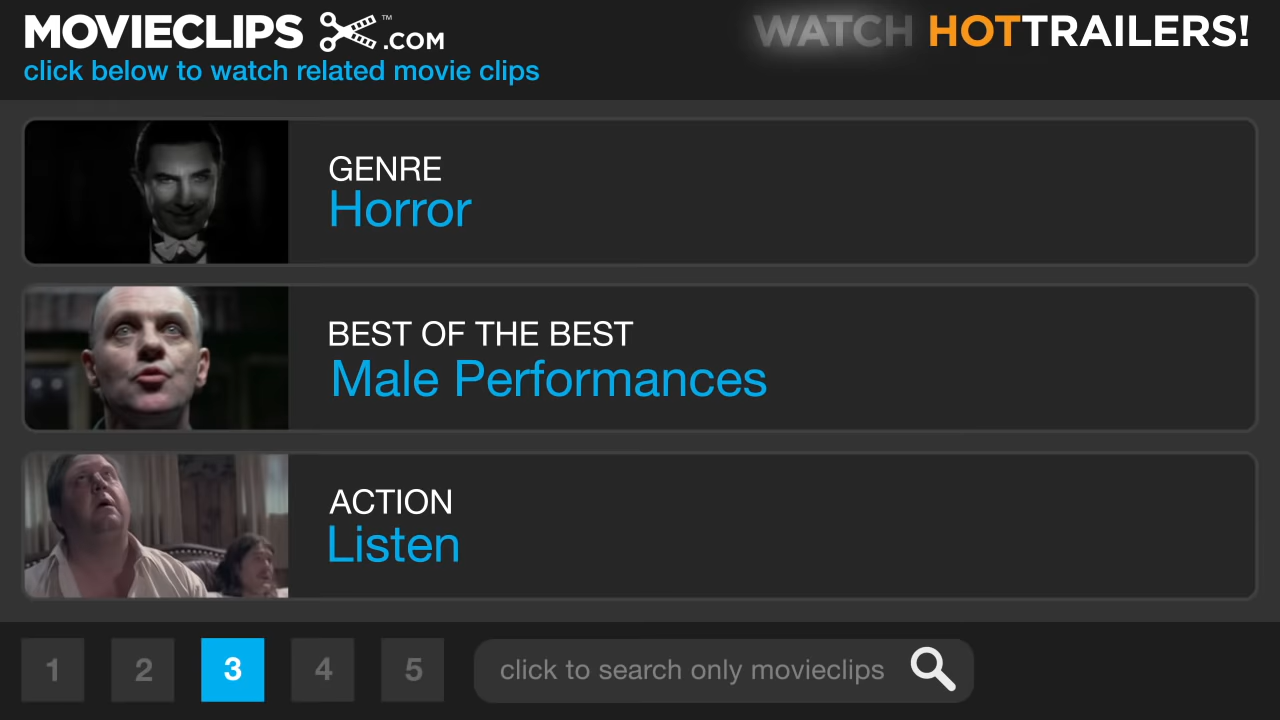 MOVIECLIPS ™ .COM
WATCH HOTTRAILERS!
click below to watch related movie clips
GENRE
Horror
BEST OF THE BEST
Male Performances
ACTION
Listen
1 2 3 4 5 click to search only movieclips